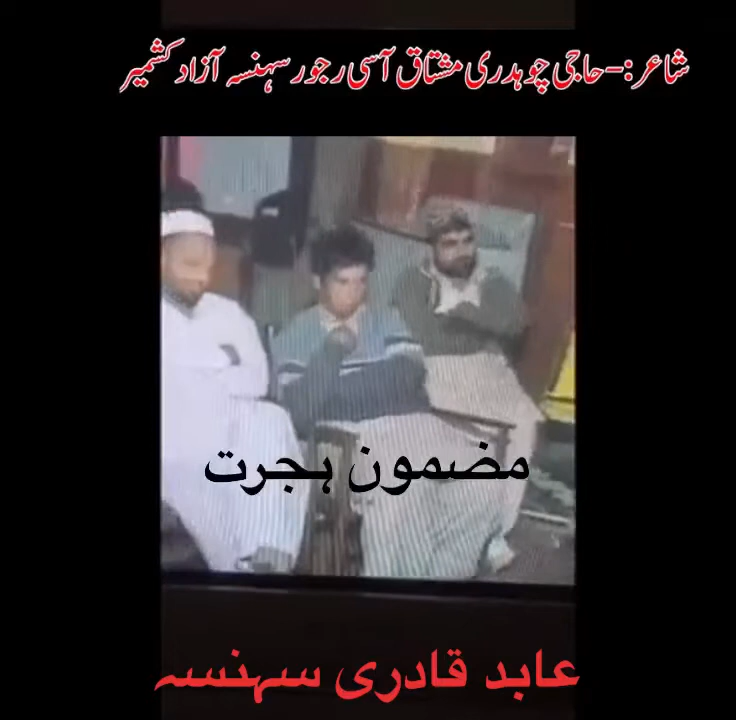 شاعر:-حاجی چوہدری مشتاق آسی رجور سہنسہ آزاد کشمیر
مضمون ہجرت
عابد قادری سہنسہ